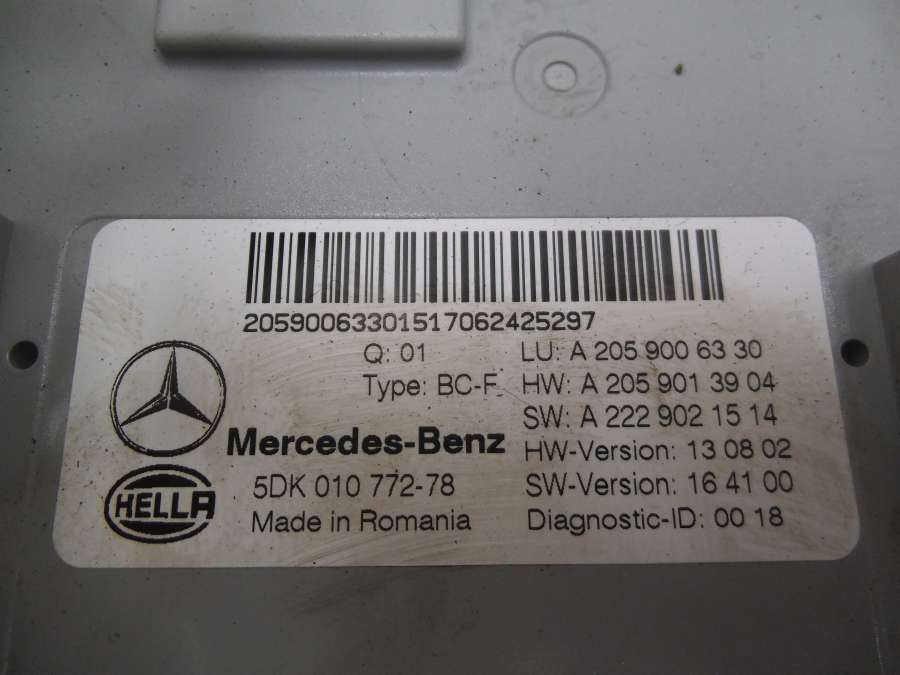 20590063301517062425297
Q: 01
Type: BC-F
LU: A 205 900 63 30
HW: A 205 901 39 04
SW: A 222 902 15 14
Mercedes-Benz
HW-Version: 13 08 02
HELLA
5DK 010 772-78
SW-Version: 16 41 00
Made in Romania
Diagnostic-ID: 00 18